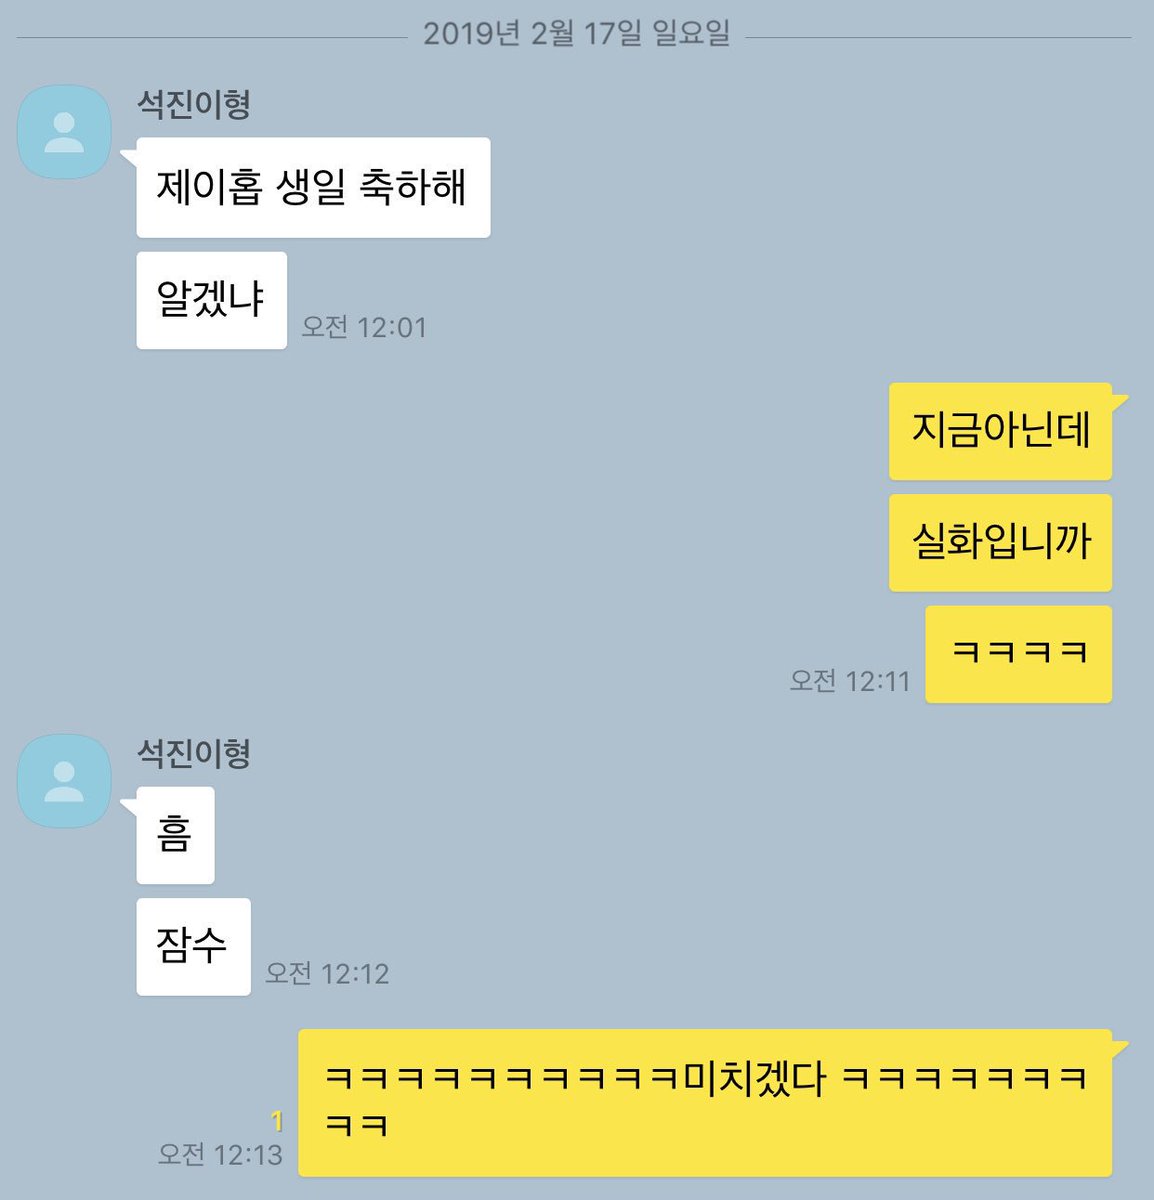 2019년 2월 17일 일요일
석진이형
제이홉 생일 축하해
알겠냐
오전 12:01
지금아닌데
실화입니까
ㅋㅋㅋㅋ
오전 12:11
석진이형
흠
잠수
오전 12:12
ㅋㅋㅋㅋㅋㅋㅋㅋㅋㅋ미치겠다 ㅋㅋㅋㅋㅋㅋㅋ
ㅋㅋ
1
오전 12:13